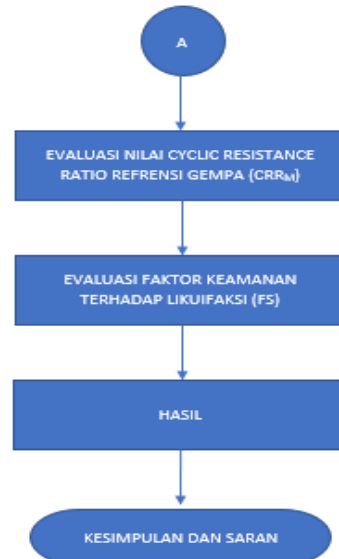 A
EVALUASI NILAI CYCLIC RESISTANCE
RATIO REFRENSI GEMPA (CRRM)
EVALUASI FAKTOR KEAMANAN
TERHADAP LIKUIFAKSI (FS)
HASIL
KESIMPULAN DAN SARAN